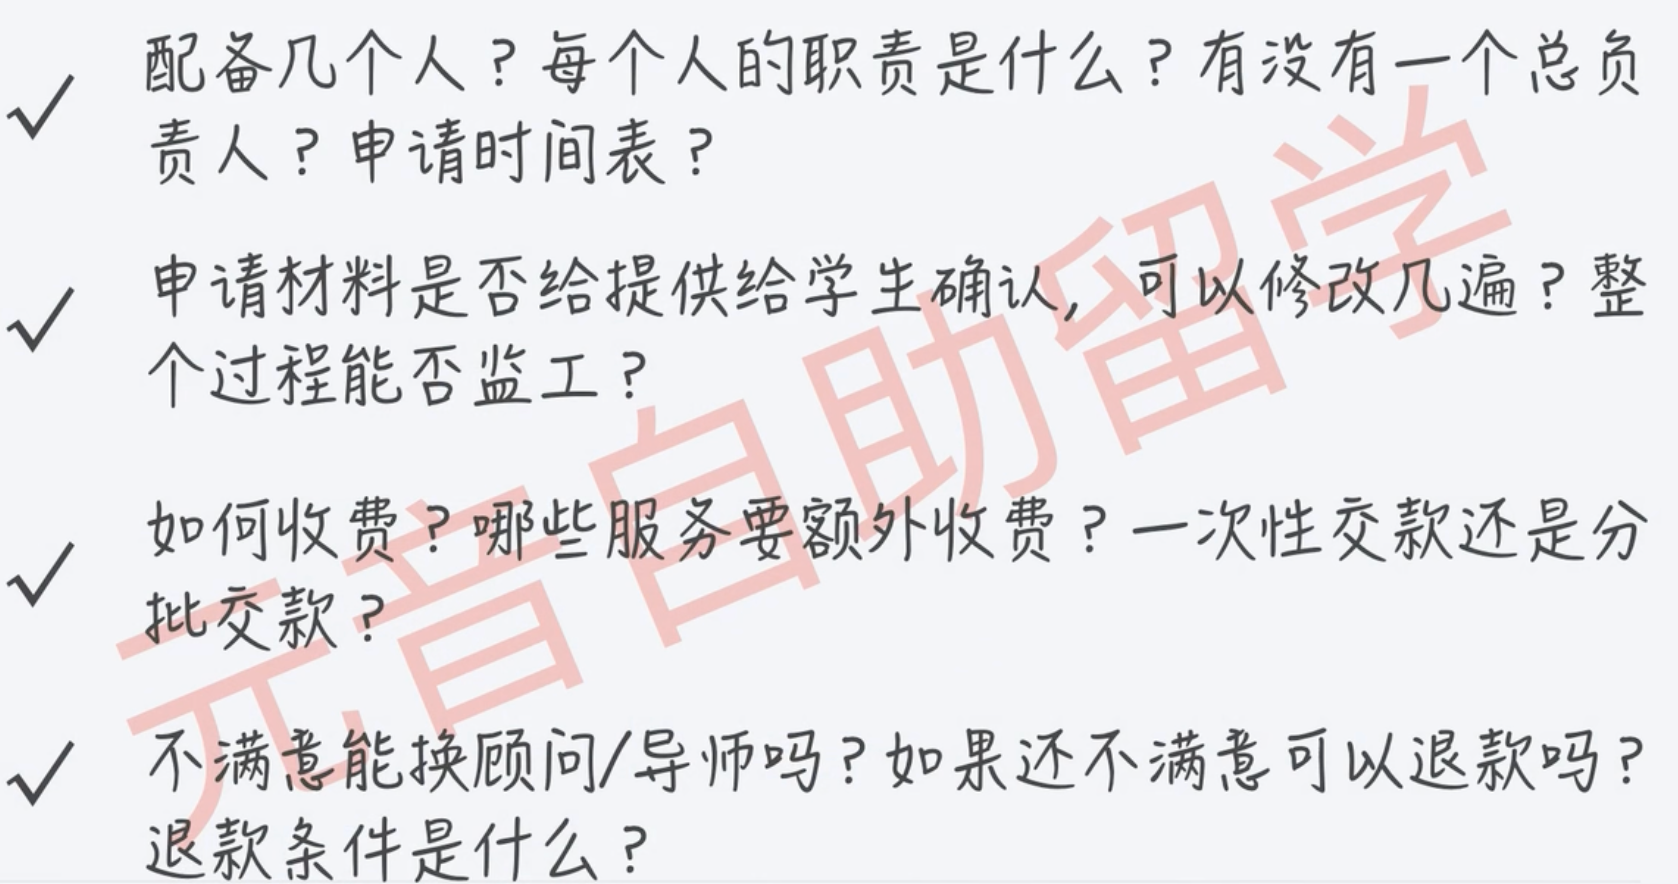 ✓ 配备几个人？每个人的职责是什么？有没有一个总负
责人？申请时间表？
✓ 申请材料是否给提供给学生确认，可以修改几遍？整
个过程能否监工？
✓ 如何收费？哪些服务要额外收费？一次性交款还是分
批交款？
✓ 不满意能换顾问/导师吗？如果还不满意可以退款吗？
退款条件是什么？
元音自助留学